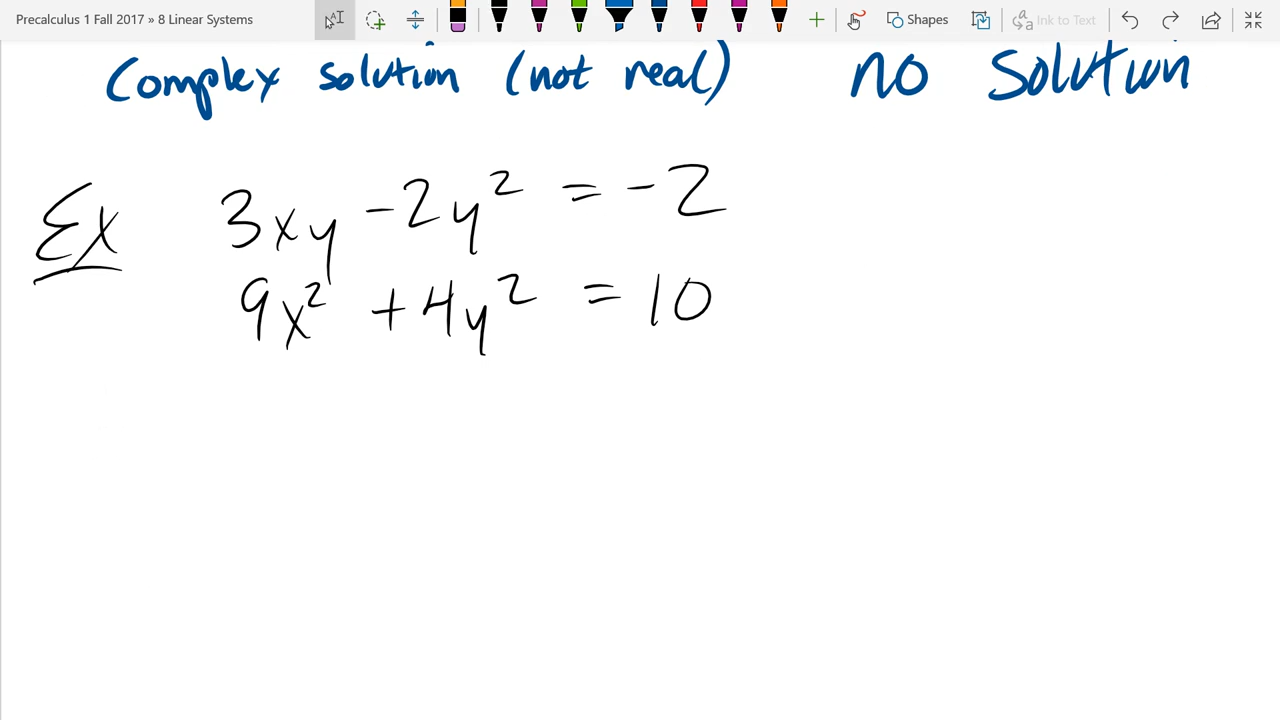 Precalculus 1 Fall 2017 » 8 Linear Systems
Shapes
Ink to Text
Complex solution (not real) no solution
Ex 3xy - 2y² = -2
9x² + 4y² = 10